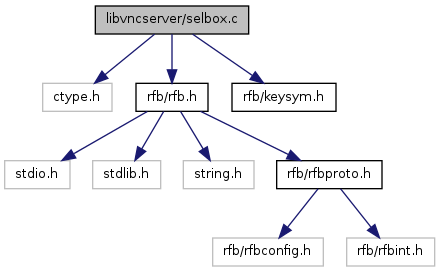 libvncserver/selbox.c
ctype.h
rfb/rfb.h
rfb/keysym.h
stdio.h
stdlib.h
string.h
rfb/rfbproto.h
rfb/rfbconfig.h
rfb/rfbint.h